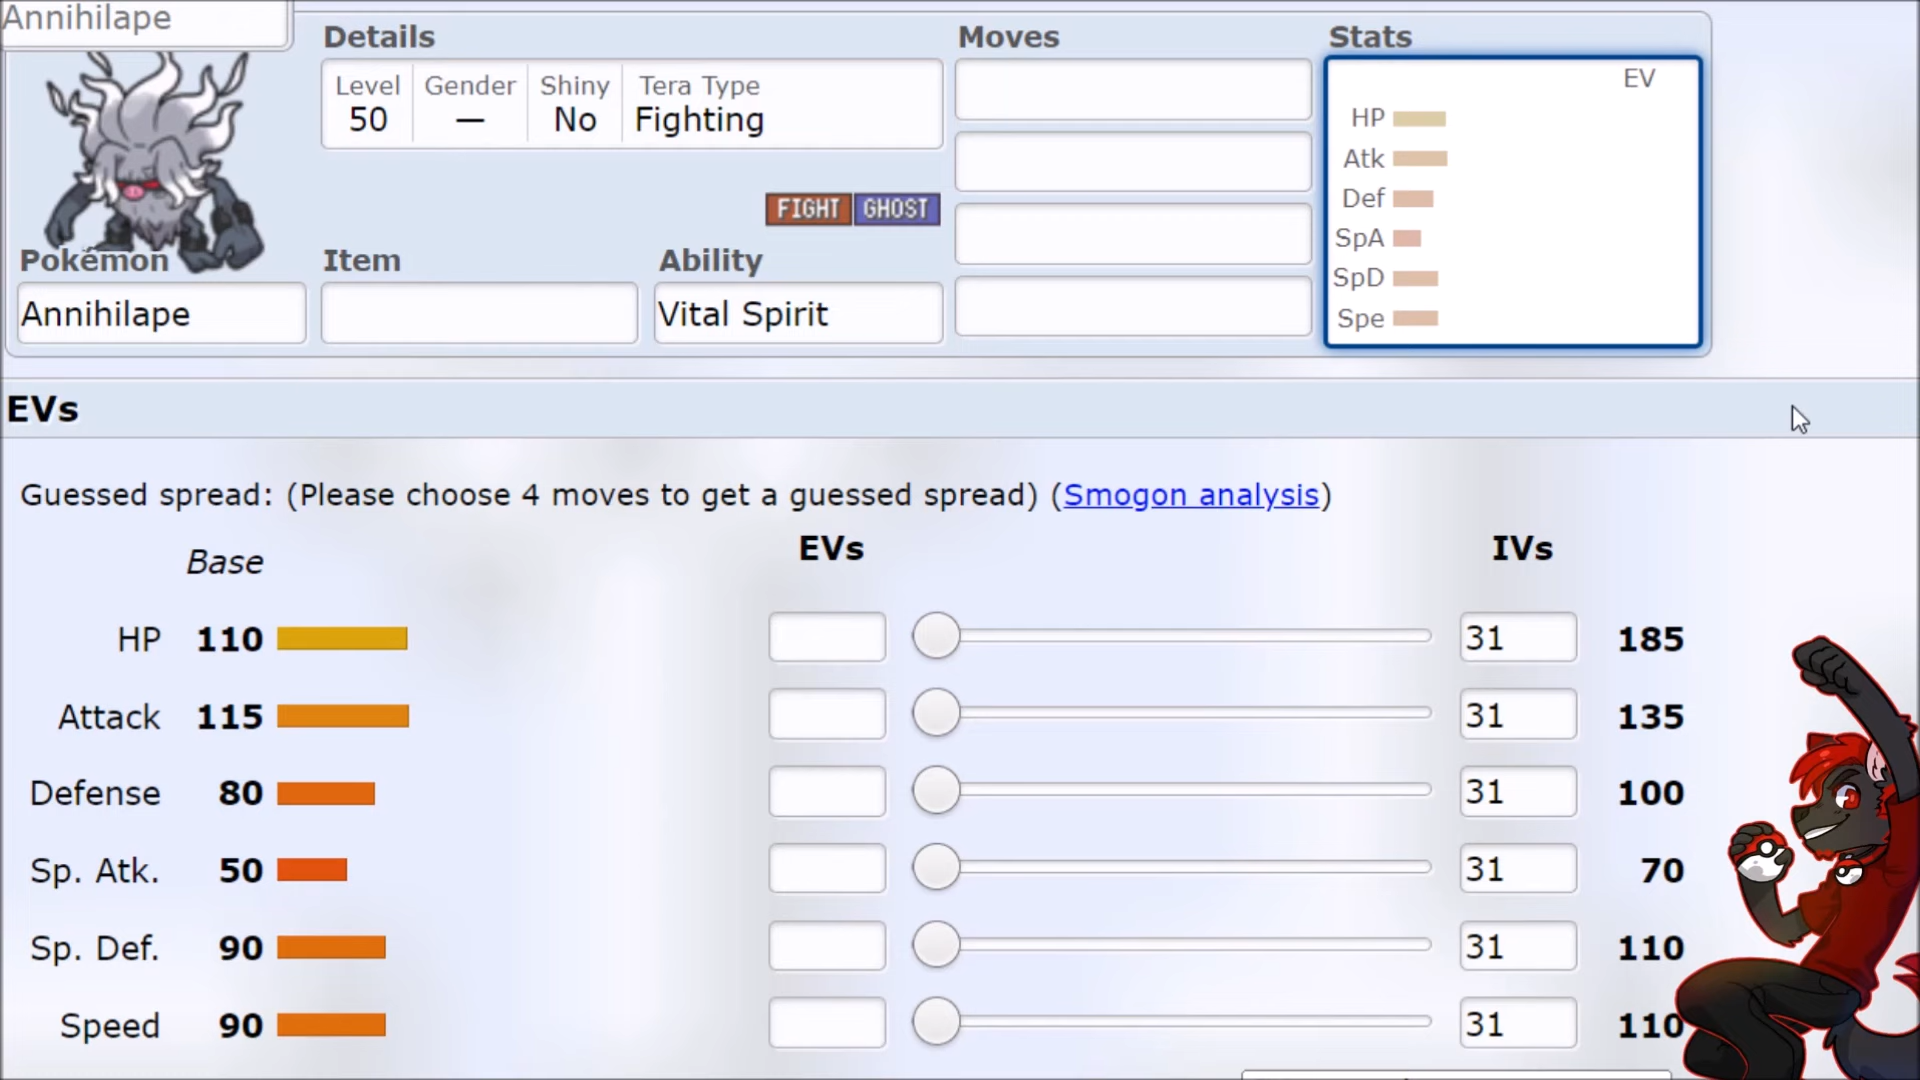 Annihilape
Details
Moves
Stats
Level
Gender
Shiny
Tera Type
50
—
No
Fighting
EV
HP
Atk
Def
SpA
SpD
Spe
FIGHT
GHOST
Pokémon
Item
Ability
Annihilape
Vital Spirit
EVs
Guessed spread: (Please choose 4 moves to get a guessed spread) (Smogon analysis)
Base
EVs
IVs
HP 110 31 185
Attack 115 31 135
Defense 80 31 100
Sp. Atk. 50 31 70
Sp. Def. 90 31 110
Speed 90 31 110